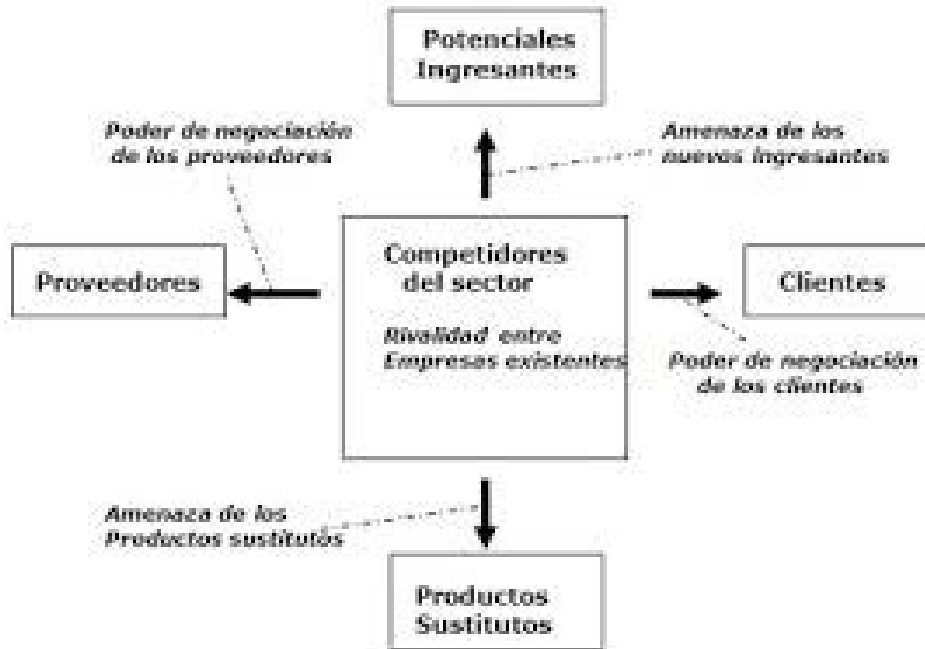 Potenciales
Ingresantes
Poder de negociación
de los proveedores
Amenaza de los
nuevos ingresantes
Proveedores
Competidores
del sector
Rivalidad entre
Empresas existentes
Clientes
Poder de negociación
de los clientes
Amenaza de los
Productos sustitutos
Productos
Sustitutos